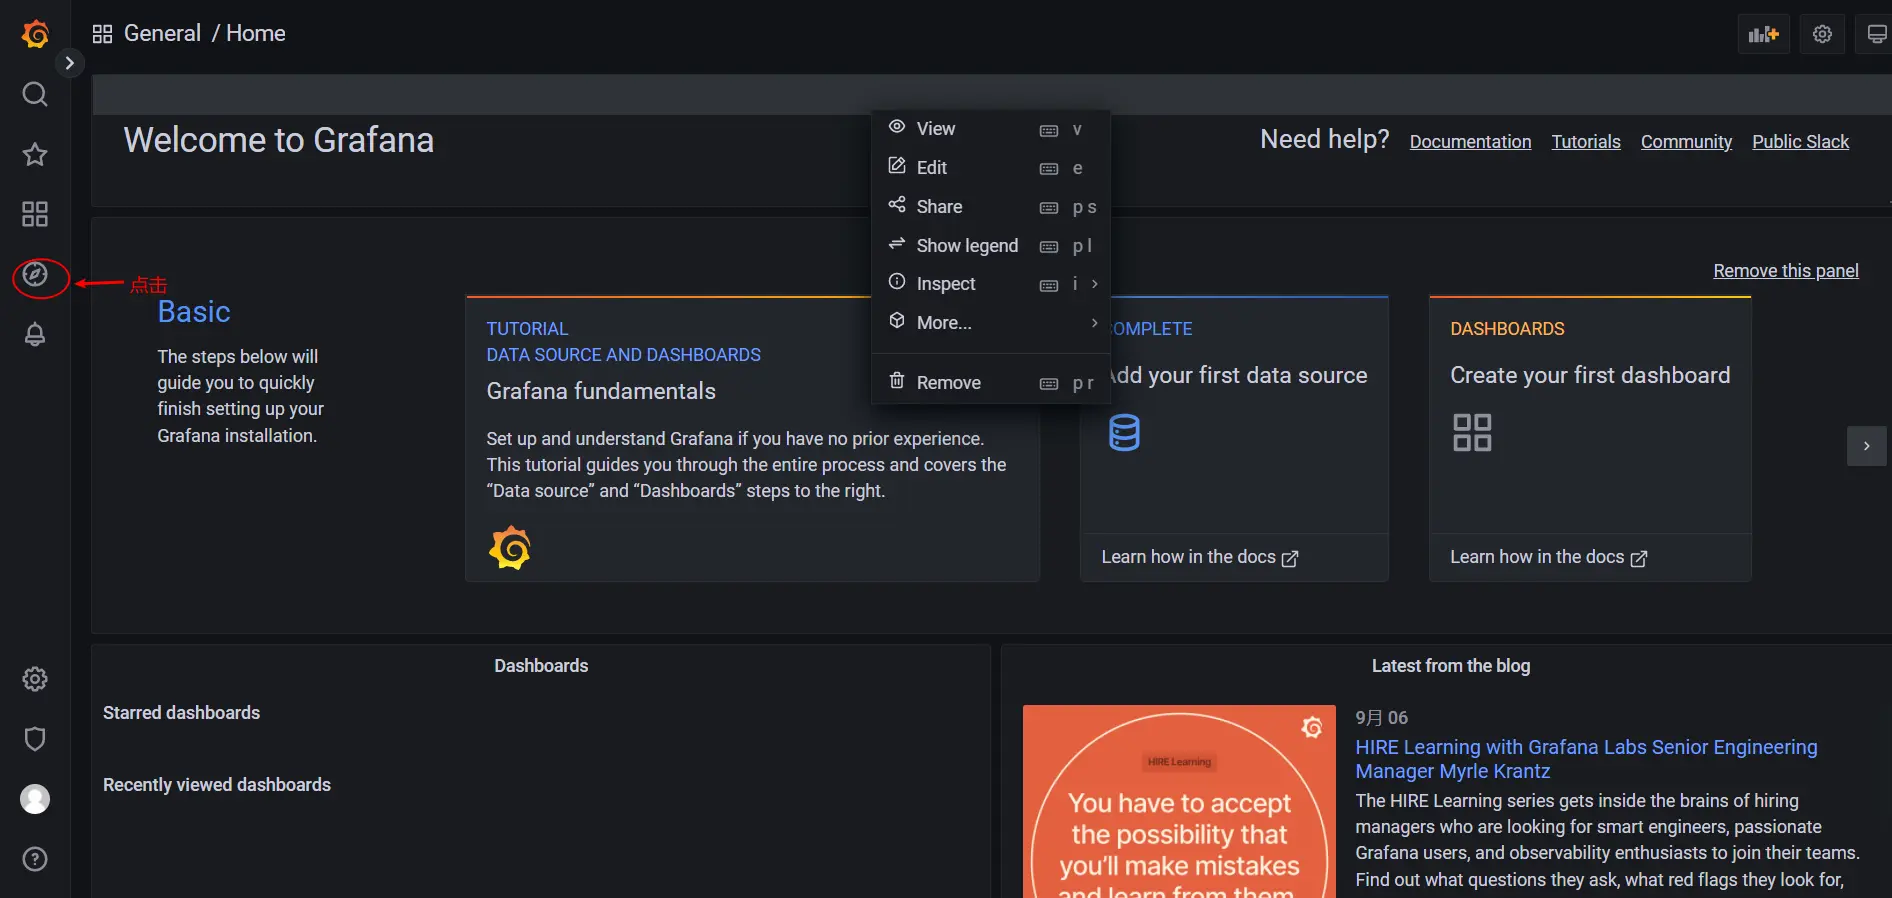 General / Home
Welcome to Grafana
Need help? Documentation Tutorials Community Public Slack
View v
Edit e
Share p s
Show legend p l
Inspect i
More...
Remove p r
Remove this panel
点击
Basic
The steps below will
guide you to quickly
finish setting up your
Grafana installation.
TUTORIAL
DATA SOURCE AND DASHBOARDS
Grafana fundamentals
Set up and understand Grafana if you have no prior experience.
This tutorial guides you through the entire process and covers the
“Data source” and “Dashboards” steps to the right.
OMPLETE
Add your first data source
Learn how in the docs
DASHBOARDS
Create your first dashboard
Learn how in the docs
Dashboards
Starred dashboards
Recently viewed dashboards
Latest from the blog
HIRE Learning
You have to accept
the possibility that
you’ll make mistakes
and learn from them
9月 06
HIRE Learning with Grafana Labs Senior Engineering
Manager Myrle Krantz
The HIRE Learning series gets inside the brains of hiring
managers who are looking for smart engineers, passionate
Grafana users, and observability enthusiasts to join their teams.
Find out what questions they ask, what red flags they look for,